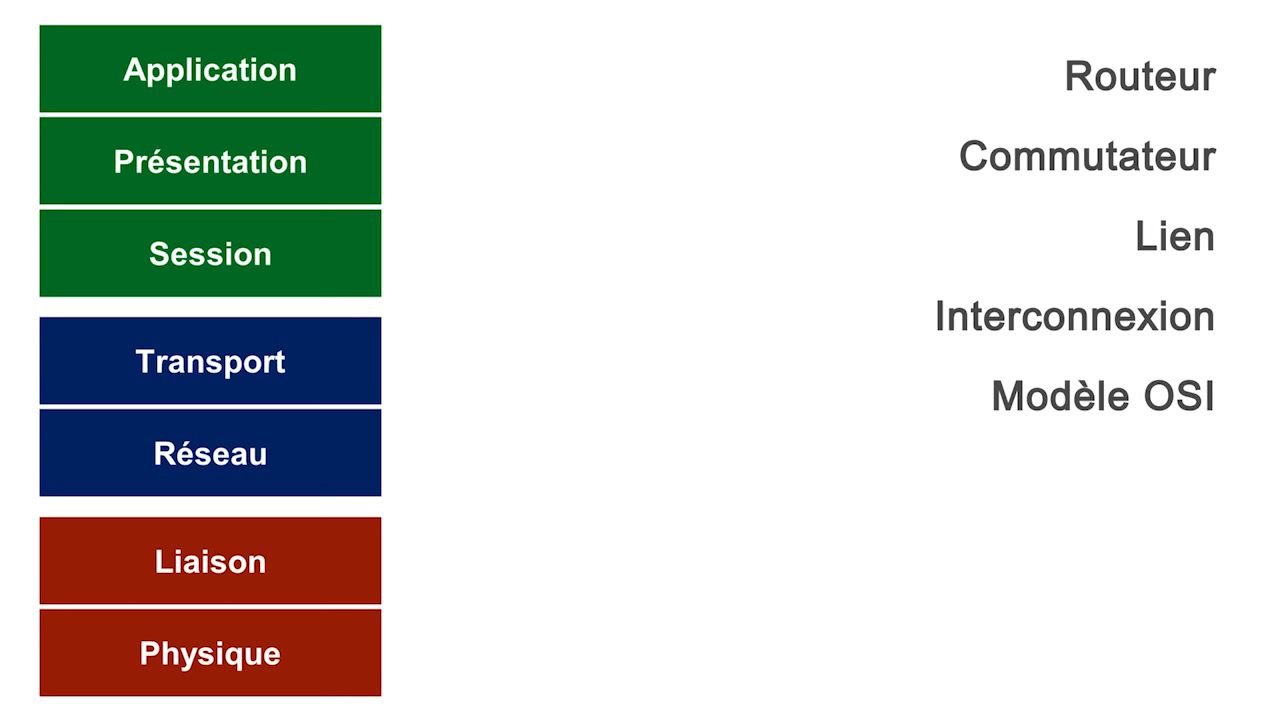 Application
Présentation
Session
Transport
Réseau
Liaison
Physique
Routeur
Commutateur
Lien
Interconnexion
Modèle OSI